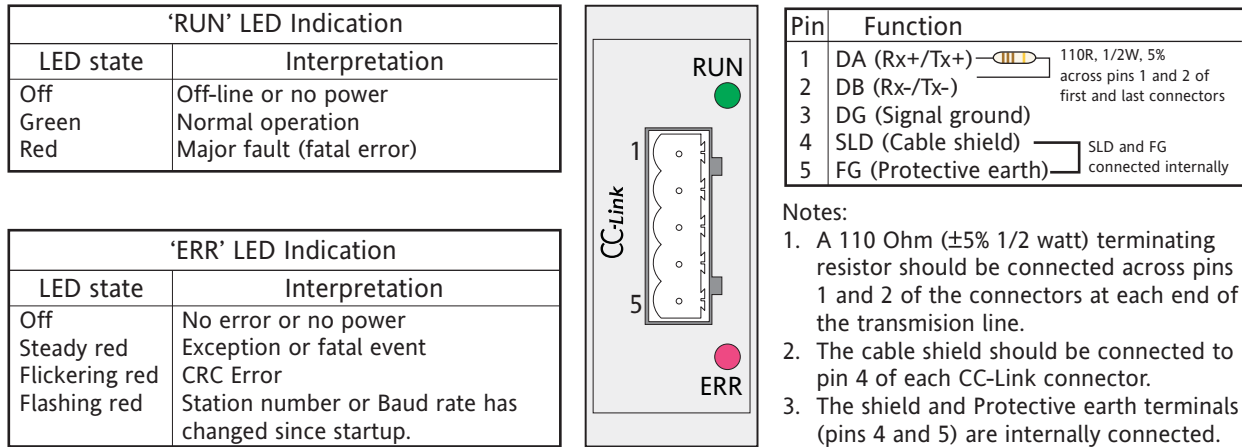 ‘RUN’ LED Indication
LED state Interpretation
Off Off-line or no power
Green Normal operation
Red Major fault (fatal error)
‘ERR’ LED Indication
LED state Interpretation
Off No error or no power
Steady red Exception or fatal event
Flickering red CRC Error
Flashing red Station number or Baud rate has
changed since startup.
RUN
1
CC-Link
5
ERR
Pin Function
1 DA (Rx+/Tx+)
2 DB (Rx-/Tx-)
3 DG (Signal ground)
4 SLD (Cable shield)
5 FG (Protective earth)
110R, 1/2W, 5%
across pins 1 and 2 of
first and last connectors
SLD and FG
connected internally
Notes:
1. A 110 Ohm (±5% 1/2 watt) terminating
resistor should be connected across pins
1 and 2 of the connectors at each end of
the transmision line.
2. The cable shield should be connected to
pin 4 of each CC-Link connector.
3. The shield and Protective earth terminals
(pins 4 and 5) are internally connected.